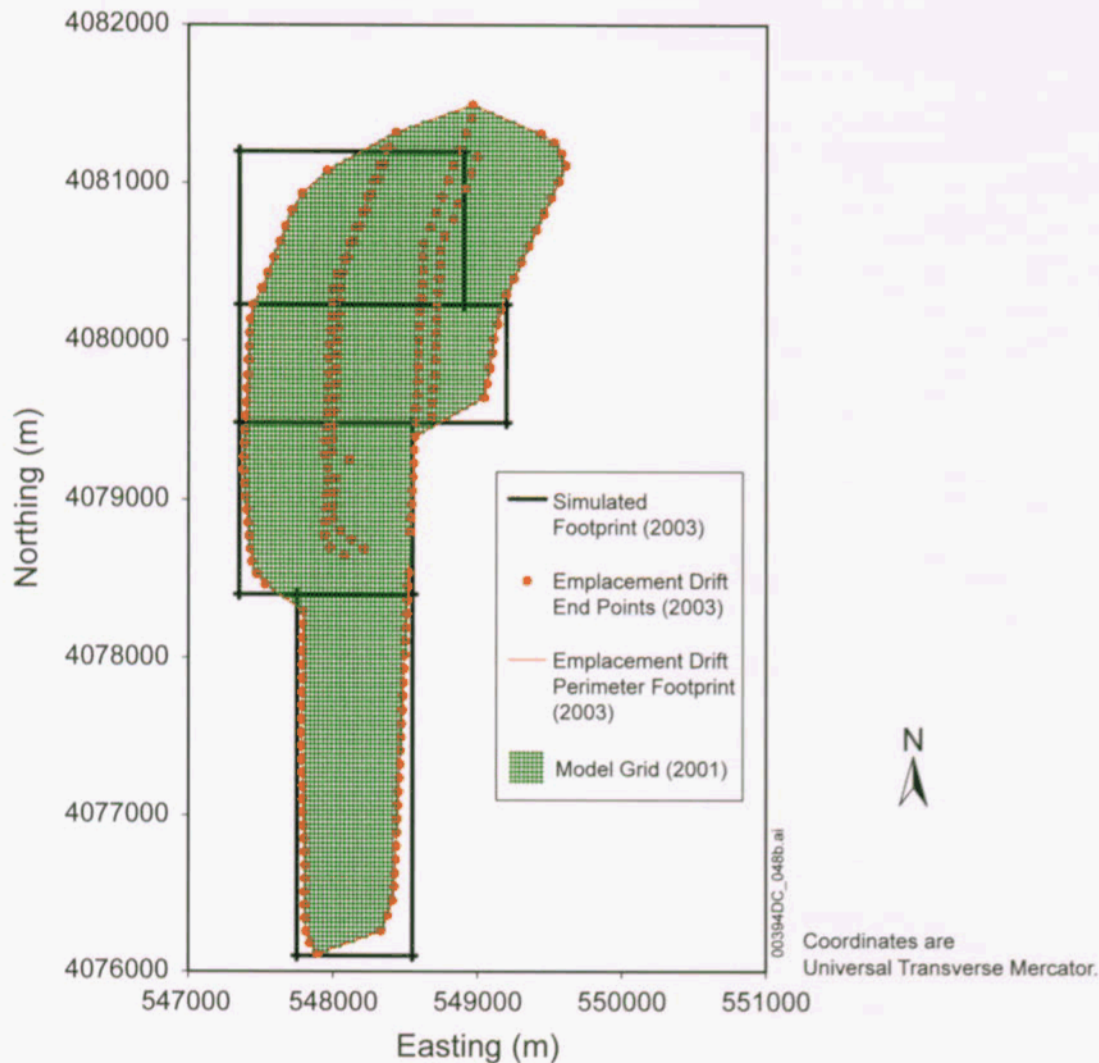 4082000
4081000
4080000
4079000
4078000
4077000
4076000
Northing (m)
547000
548000
549000
550000
551000
Easting (m)
Simulated
Footprint (2003)
Emplacement Drift
End Points (2003)
Emplacement Drift
Perimeter Footprint
(2003)
Model Grid (2001)
N
00394DC_048b.ai
Coordinates are
Universal Transverse Mercator.